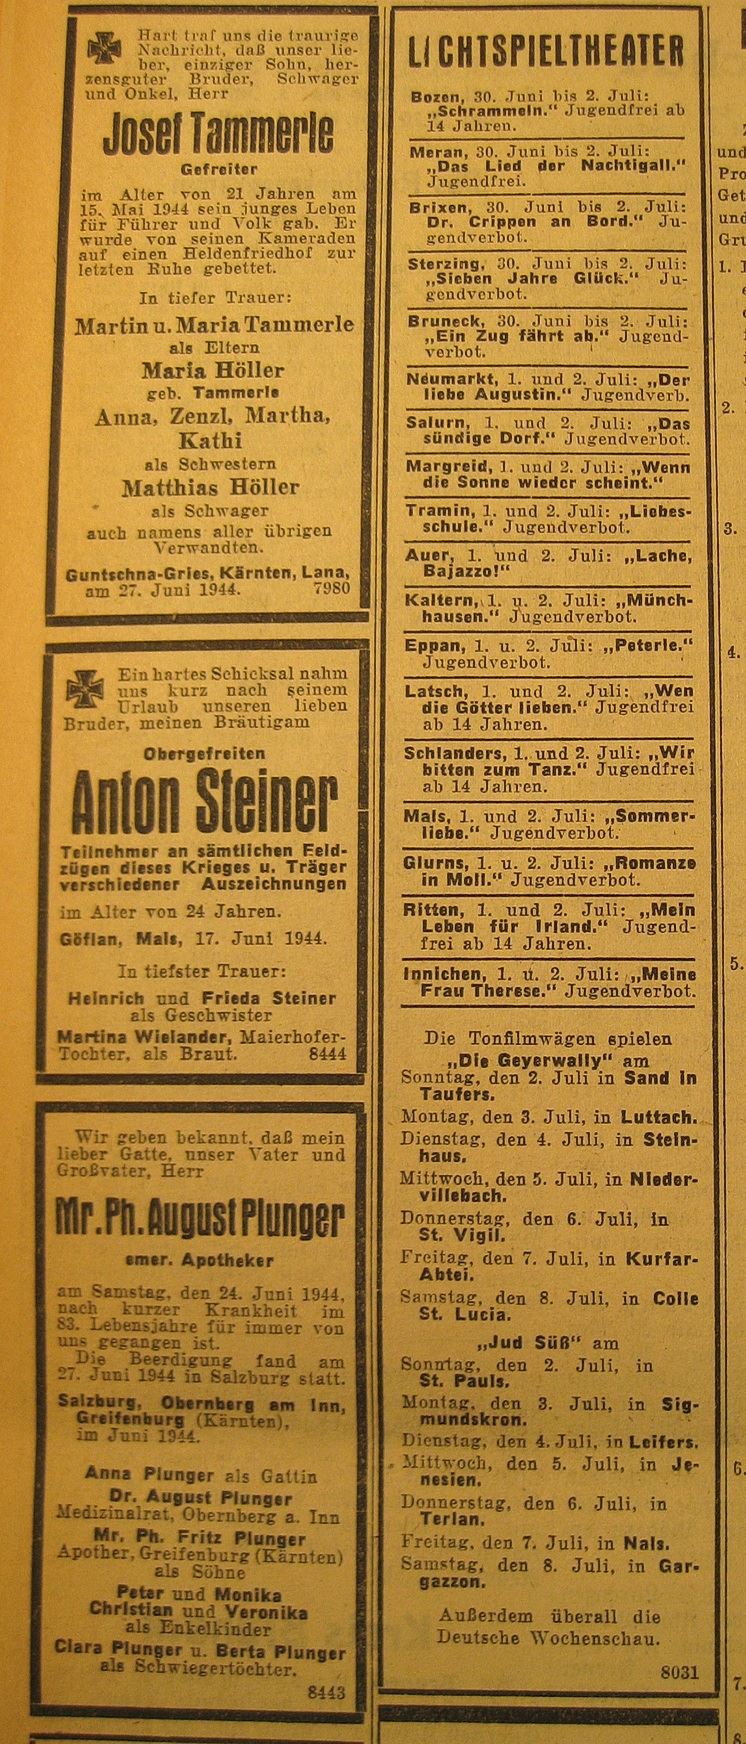 Hart traf uns die traurige
Nachricht, daß unser lie-
ber, einziger Sohn, her-
zensguter Bruder, Schwager
und Onkel, Herr
Josef Tammerle
Gefreiter
im Alter von 21 Jahren am
15. Mai 1944 sein junges Leben
für Führer und Volk gab. Er
wurde von seinen Kameraden
auf einen Heldenfriedhof zur
letzten Ruhe gebettet.
In tiefer Trauer:
Martin u. Maria Tammerle
als Eltern
Maria Höller
geb. Tammerle
Anna, Zenzl, Martha,
Kathi
als Schwestern
Matthias Höller
als Schwager
auch namens aller übrigen
Verwandten.
Guntschna-Gries, Kärnten, Lana,
am 27. Juni 1944. 7980
Ein hartes Schicksal nahm
uns kurz nach seinem
Urlaub unseren lieben
Bruder, meinen Bräutigam
Obergefreiten
Anton Steiner
Teilnehmer an sämtlichen Feld-
zügen dieses Krieges u. Träger
verschiedener Auszeichnungen
im Alter von 24 Jahren.
Göflan, Mals, 17. Juni 1944.
In tiefster Trauer:
Heinrich und Frieda Steiner
als Geschwister
Martina Wielander, Maierhofer-
Tochter, als Braut. 8444
Wir geben bekannt, daß mein
lieber Gatte, unser Vater und
Großvater, Herr
Mr. Ph. August Plunger
emer. Apotheker
am Samstag, den 24. Juni 1944,
nach kurzer Krankheit im
83. Lebensjahre für immer von
uns gegangen ist.
Die Beerdigung fand am
27. Juni 1944 in Salzburg statt.
Salzburg, Obernberg am Inn,
Greifenburg (Kärnten),
im Juni 1944.
Anna Plunger als Gattin
Dr. August Plunger
Medizinalrat, Obernberg a. Inn
Mr. Ph. Fritz Plunger
Apother, Greifenburg (Kärnten)
als Söhne
Peter und Monika
Christian und Veronika
als Enkelkinder
Clara Plunger u. Berta Plunger
als Schwiegertöchter.
8443
LICHTSPIELTHEATER
Bozen, 30. Juni bis 2. Juli:
„Schrammeln.“ Jugendfrei ab
14 Jahren.
Meran, 30. Juni bis 2. Juli:
„Das Lied der Nachtigall.“
Jugendfrei.
Brixen, 30. Juni bis 2. Juli:
Dr. Crippen an Bord.“ Ju-
gendverbot.
Sterzing, 30. Juni bis 2. Juli:
„Sieben Jahre Glück.“ Ju-
gendverbot.
Bruneck, 30. Juni bis 2. Juli:
„Ein Zug fährt ab.“ Jugend-
verbot.
Neumarkt, 1. und 2. Juli: „Der
liebe Augustin.“ Jugendverb.
Salurn, 1. und 2. Juli: „Das
sündige Dorf.“ Jugendverbot.
Margreid, 1. und 2. Juli: „Wenn
die Sonne wieder scheint.“
Tramin, 1. und 2. Juli: „Liebes-
schule.“ Jugendverbot.
Auer, 1. und 2. Juli: „Lache,
Bajazzo!“
Kaltern, 1. u. 2. Juli: „Münch-
hausen.“ Jugendverbot.
Eppan, 1. u. 2. Juli: „Peterle.“
Jugendverbot.
Latsch, 1. und 2. Juli: „Wen
die Götter lieben.“ Jugendfrei
ab 14 Jahren.
Schlanders, 1. und 2. Juli: „Wir
bitten zum Tanz.“ Jugendfrei
ab 14 Jahren.
Mals, 1. und 2. Juli: „Sommer-
liebe.“ Jugendverbot.
Glurns, 1. u. 2. Juli: „Romanze
in Moll.“ Jugendverbot.
Ritten, 1. und 2. Juli: „Mein
Leben für Irland.“ Jugend-
frei ab 14 Jahren.
Innichen, 1. u. 2. Juli: „Meine
Frau Therese.“ Jugendverbot.
Die Tonfilmwägen spielen
„Die Geyerwally“ am
Sonntag, den 2. Juli in Sand in
Taufers.
Montag, den 3. Juli, in Luttach.
Dienstag, den 4. Juli, in Stein-
haus.
Mittwoch, den 5. Juli, in Nieder-
villebach.
Donnerstag, den 6. Juli, in
St. Vigil.
Freitag, den 7. Juli, in Kurfar-
Abtei.
Samstag, den 8. Juli, in Colle
St. Lucia.
„Jud Süß“ am
Sonntag, den 2. Juli, in
St. Pauls.
Montag, den 3. Juli, in Sig-
mundskron.
Dienstag, den 4. Juli, in Leifers.
Mittwoch, den 5. Juli, in Je-
nesien.
Donnerstag, den 6. Juli, in
Terlan.
Freitag, den 7. Juli, in Nals.
Samstag, den 8. Juli, in Gar-
gazzon.
Außerdem überall die
Deutsche Wochenschau.
8031
und
Pro
Get
und
Gru
1.
2.
3.
4.
5.
6.
7.
8.